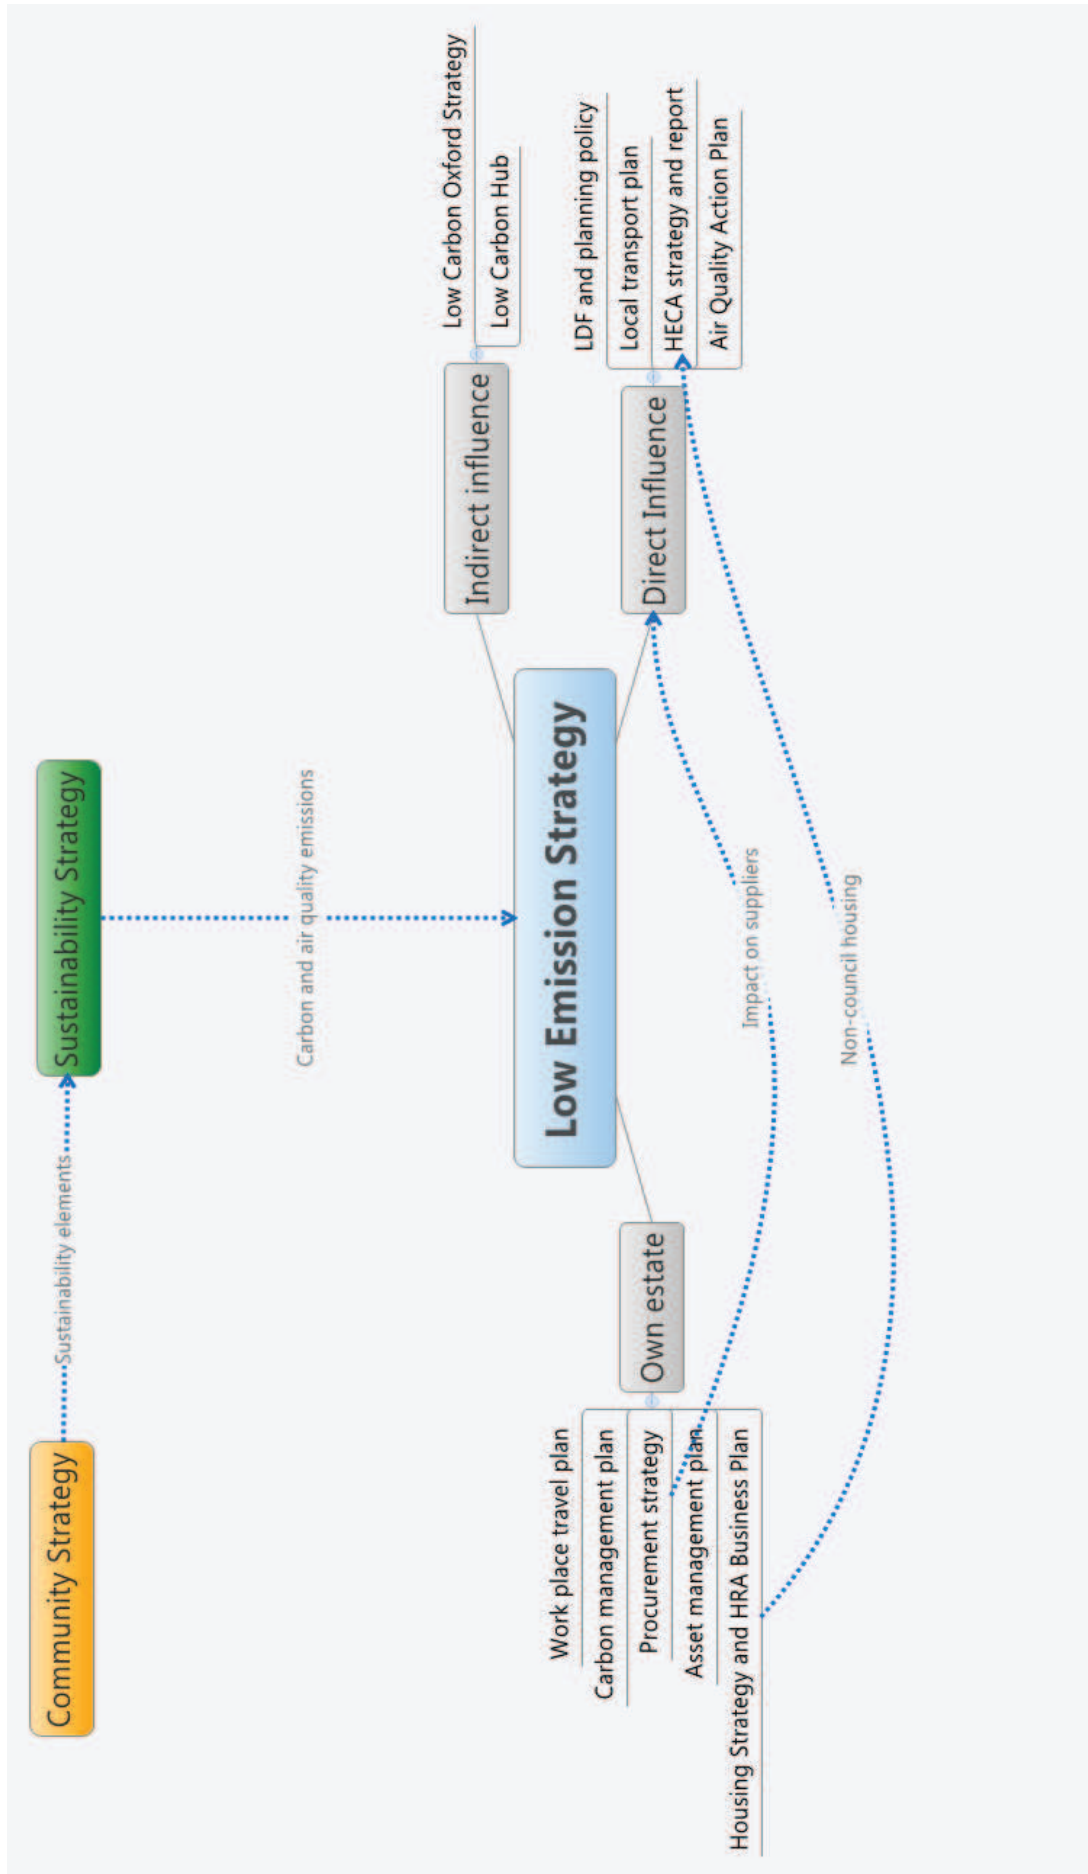 Community Strategy
Sustainability elements
Sustainability Strategy
Carbon and air quality emissions
Low Emission Strategy
Own estate
Work place travel plan
Carbon management plan
Procurement strategy
Asset management plan
Housing Strategy and HRA Business Plan
Indirect influence
Low Carbon Oxford Strategy
Low Carbon Hub
Direct Influence
LDF and planning policy
Local transport plan
HECA strategy and report
Air Quality Action Plan
Impact on suppliers
Non-council housing